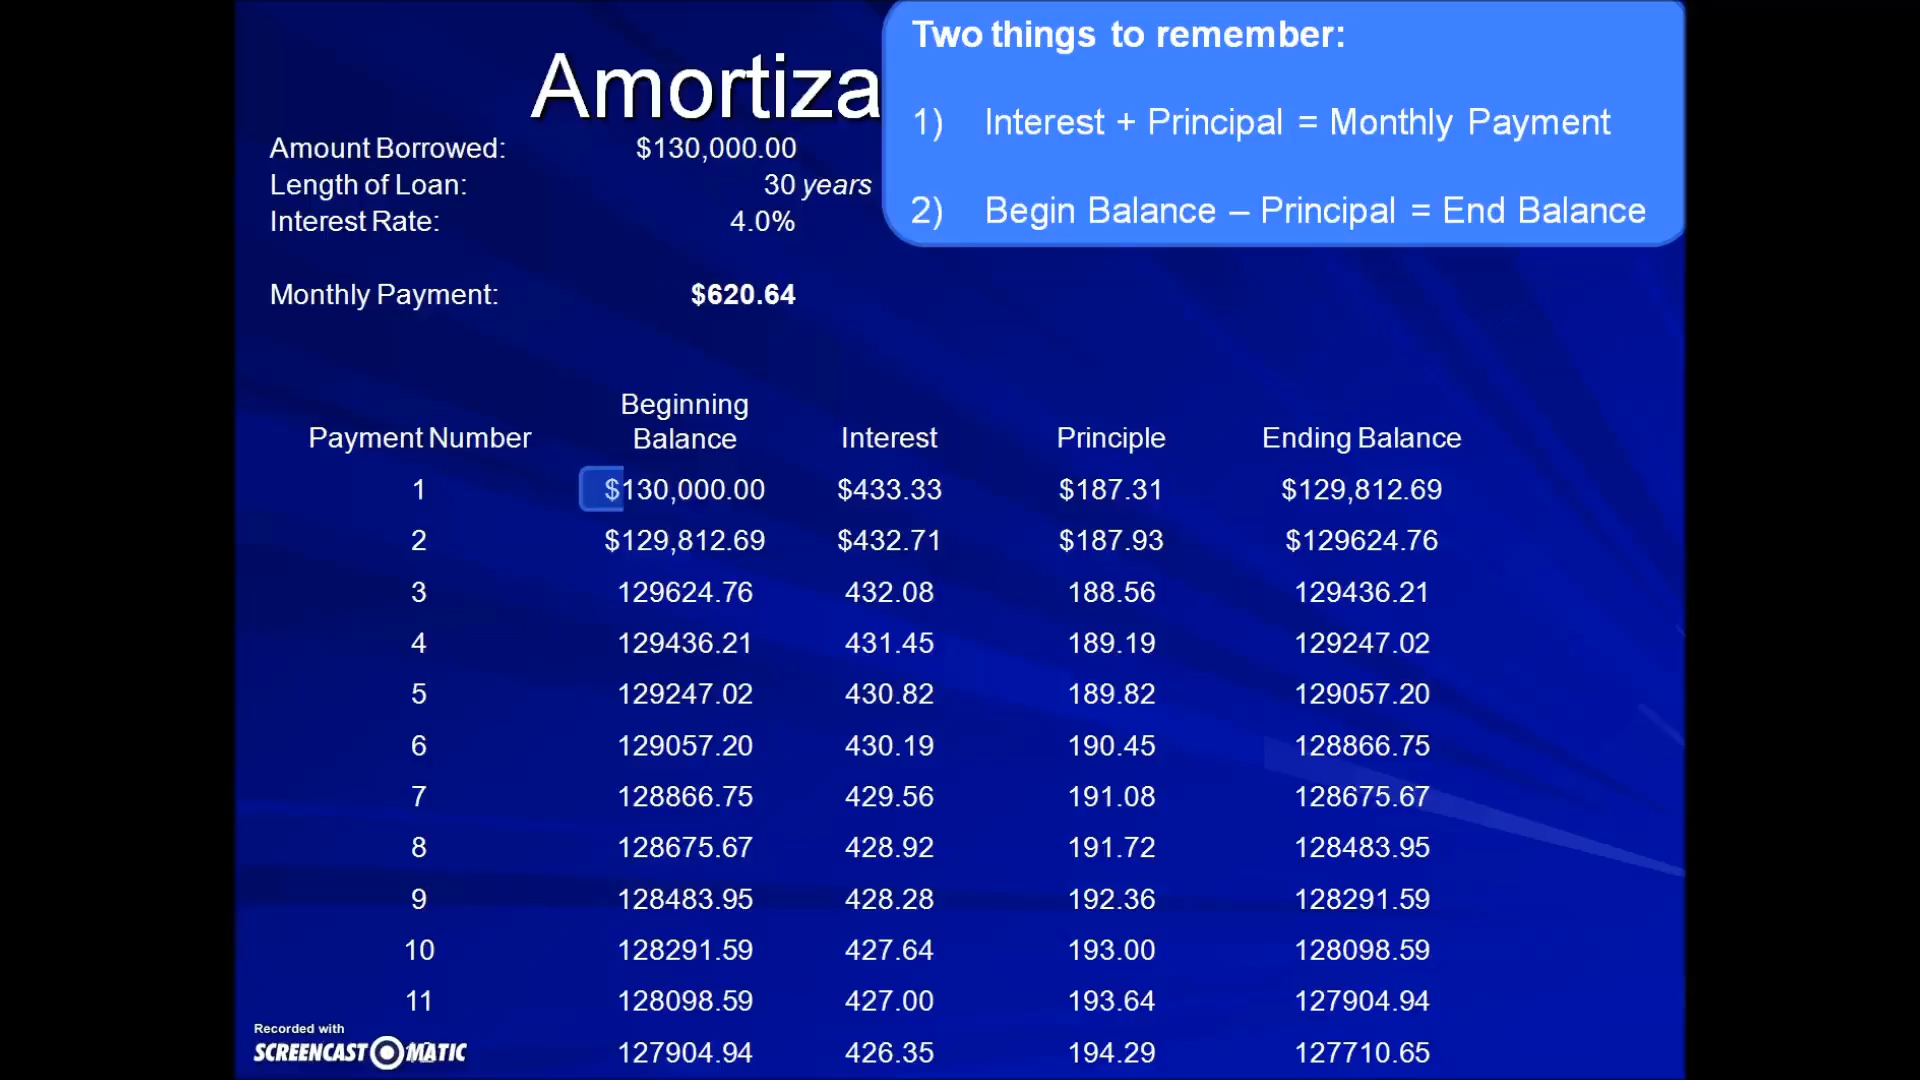 Amortiza
Two things to remember:
1) Interest + Principal = Monthly Payment
2) Begin Balance – Principal = End Balance
Amount Borrowed: $130,000.00
Length of Loan: 30 years
Interest Rate: 4.0%
Monthly Payment: $620.64
Payment Number Beginning Balance Interest Principle Ending Balance
1 $130,000.00 $433.33 $187.31 $129,812.69
2 $129,812.69 $432.71 $187.93 $129624.76
3 129624.76 432.08 188.56 129436.21
4 129436.21 431.45 189.19 129247.02
5 129247.02 430.82 189.82 129057.20
6 129057.20 430.19 190.45 128866.75
7 128866.75 429.56 191.08 128675.67
8 128675.67 428.92 191.72 128483.95
9 128483.95 428.28 192.36 128291.59
10 128291.59 427.64 193.00 128098.59
11 128098.59 427.00 193.64 127904.94
127904.94 426.35 194.29 127710.65
Recorded with
SCREENCAST MATIC